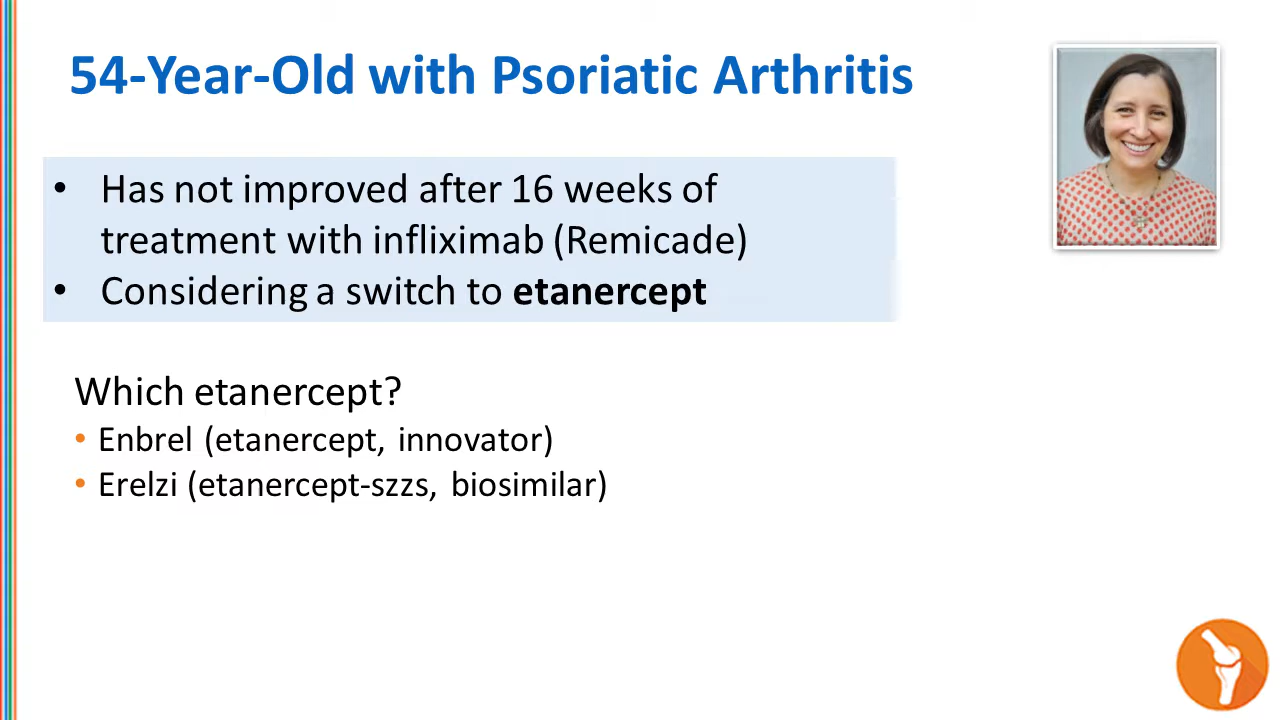 54-Year-Old with Psoriatic Arthritis
• Has not improved after 16 weeks of
treatment with infliximab (Remicade)
• Considering a switch to etanercept
Which etanercept?
• Enbrel (etanercept, innovator)
• Erelzi (etanercept-szzs, biosimilar)